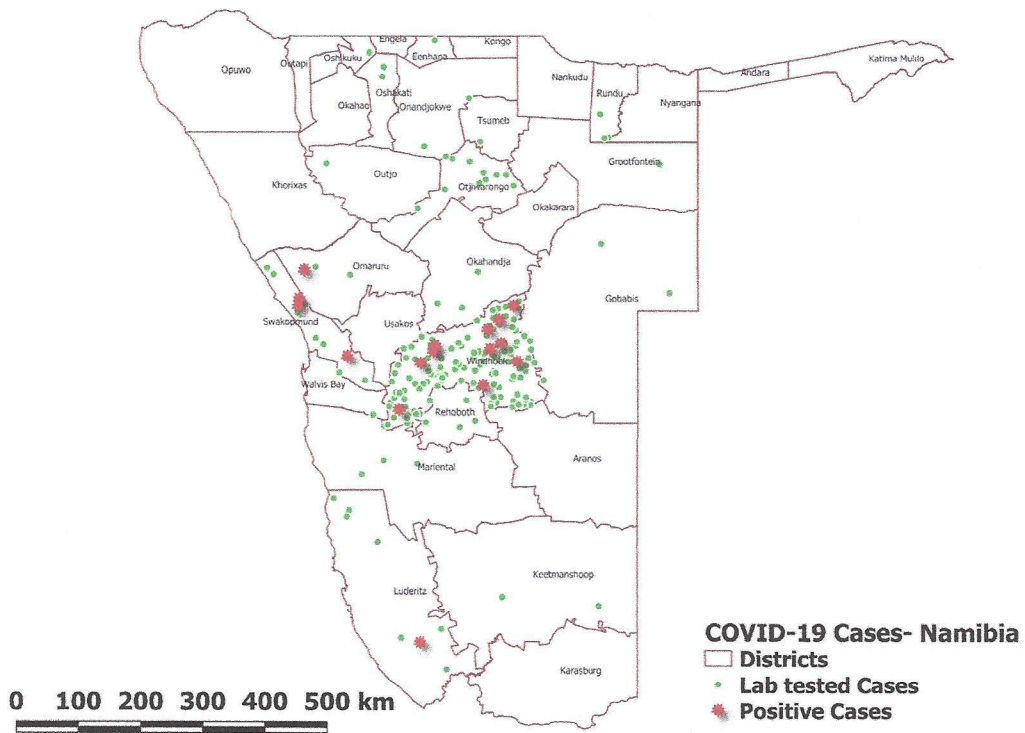 Engela
Kongo
Oshikuku
Eenhana
Outapi
Opuwo
Andara
Katima Mulilo
Nankudu
Oshakati
Rundu
Okahao
Onandjokwe
Nyangana
Tsumeb
Grootfontein
Outjo
Khorixas
Otjiwarongo
Okakarara
Omaruru
Okahandja
Gobabis
Swakopmund
Usakos
Windhoek
Walvis Bay
Rehoboth
Aranos
Mariental
Keetmanshoop
Luderitz
Karasburg
COVID-19 Cases- Namibia
Districts
Lab tested Cases
Positive Cases
0 100 200 300 400 500 km